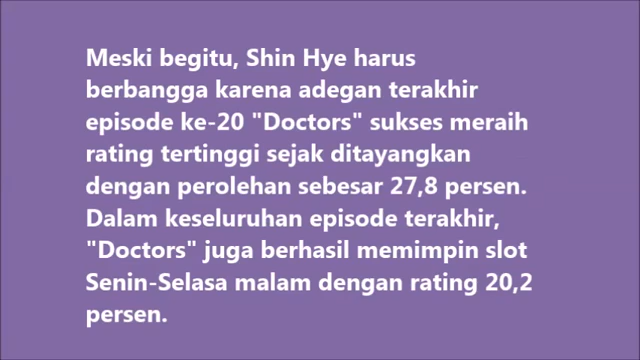 Meski begitu, Shin Hye harus
berbangga karena adegan terakhir
episode ke-20 "Doctors" sukses meraih
rating tertinggi sejak ditayangkan
dengan perolehan sebesar 27,8 persen.
Dalam keseluruhan episode terakhir,
"Doctors" juga berhasil memimpin slot
Senin-Selasa malam dengan rating 20,2
persen.